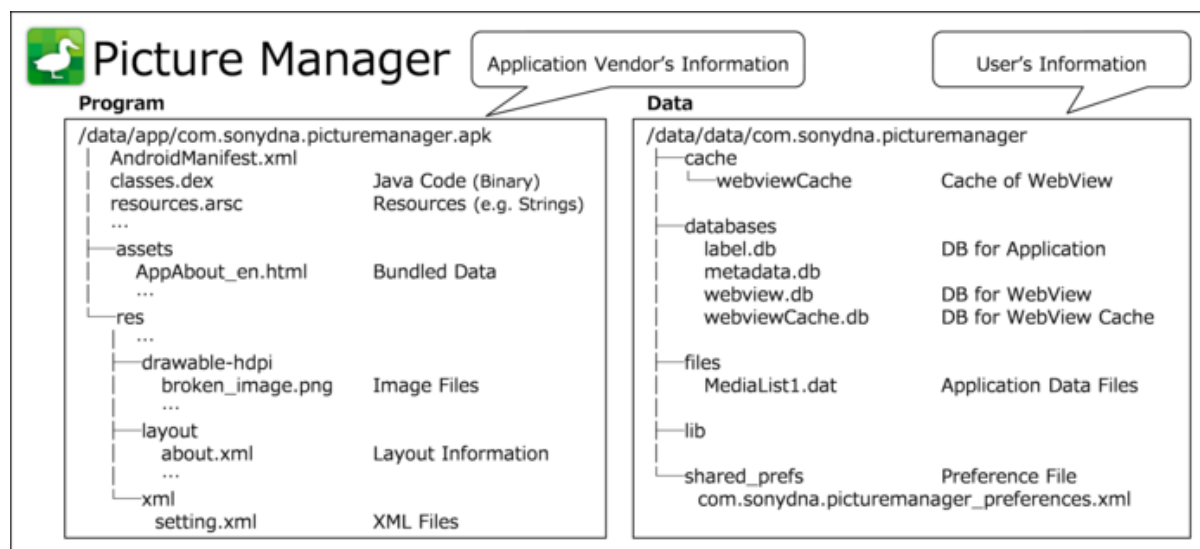 Picture Manager
Application Vendor's Information
User's Information
Program
/data/app/com.sonydna.picturemanager.apk
AndroidManifest.xml
classes.dex Java Code (Binary)
resources.arsc Resources (e.g. Strings)
...
assets
AppAbout_en.html Bundled Data
...
res
...
drawable-hdpi
broken_image.png Image Files
...
layout
about.xml Layout Information
...
xml
setting.xml XML Files
Data
/data/data/com.sonydna.picturemanager
cache
webviewCache Cache of WebView
databases
label.db DB for Application
metadata.db
webview.db DB for WebView
webviewCache.db DB for WebView Cache
files
MediaList1.dat Application Data Files
lib
shared_prefs Preference File
com.sonydna.picturemanager_preferences.xml